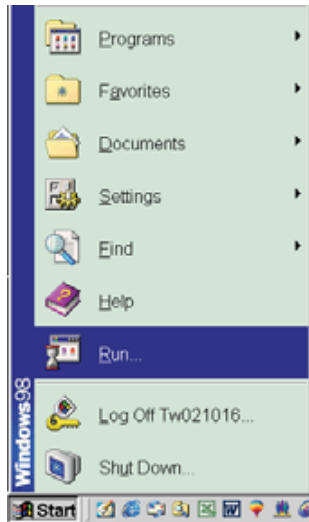 Programs
Favorites
Documents
Settings
Find
Help
Run...
Log Off Tw021016...
Shut Down...
Windows98
Start